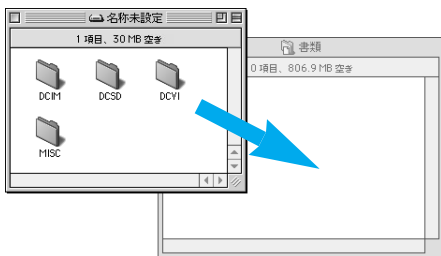 名称未設定
1 項目、30 MB 空き
DCIM
DCSD
DCYI
MISC
書類
0 項目、806.9 MB 空き